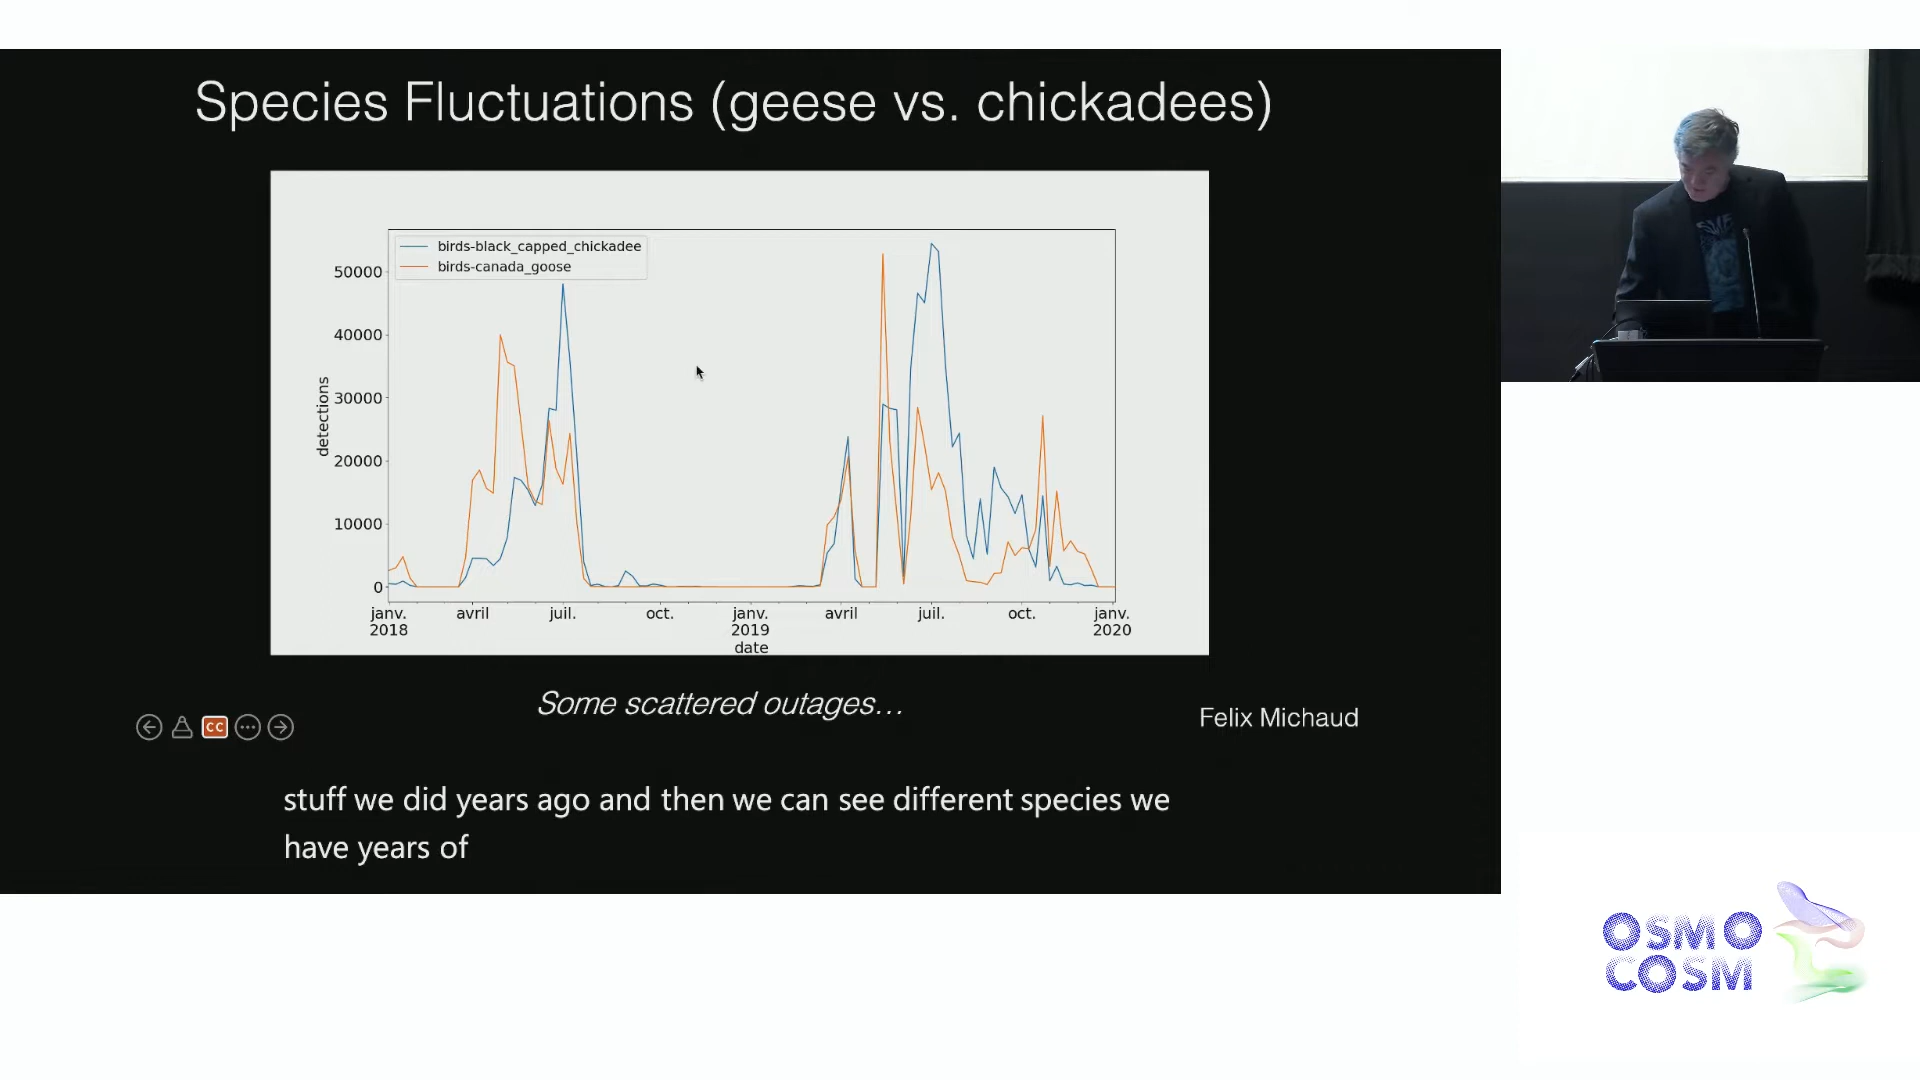 Species Fluctuations (geese vs. chickadees)
birds-black_capped_chickadee
birds-canada_goose
50000
40000
30000
20000
10000
0
detections
janv. avril juil. oct. janv. avril juil. oct. janv.
2018 2019 2020
date
Some scattered outages...
Felix Michaud
CC
stuff we did years ago and then we can see different species we
have years of
OSMO
COSM